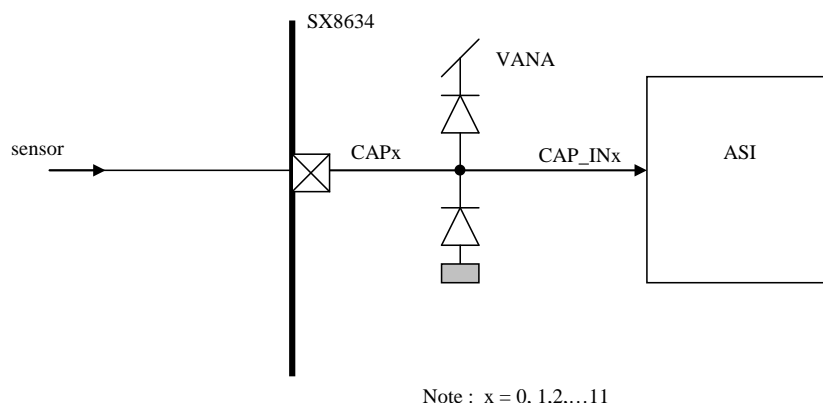 SX8634
VANA
sensor
CAPx
CAP_INx
ASI
Note : x = 0, 1,2,…11